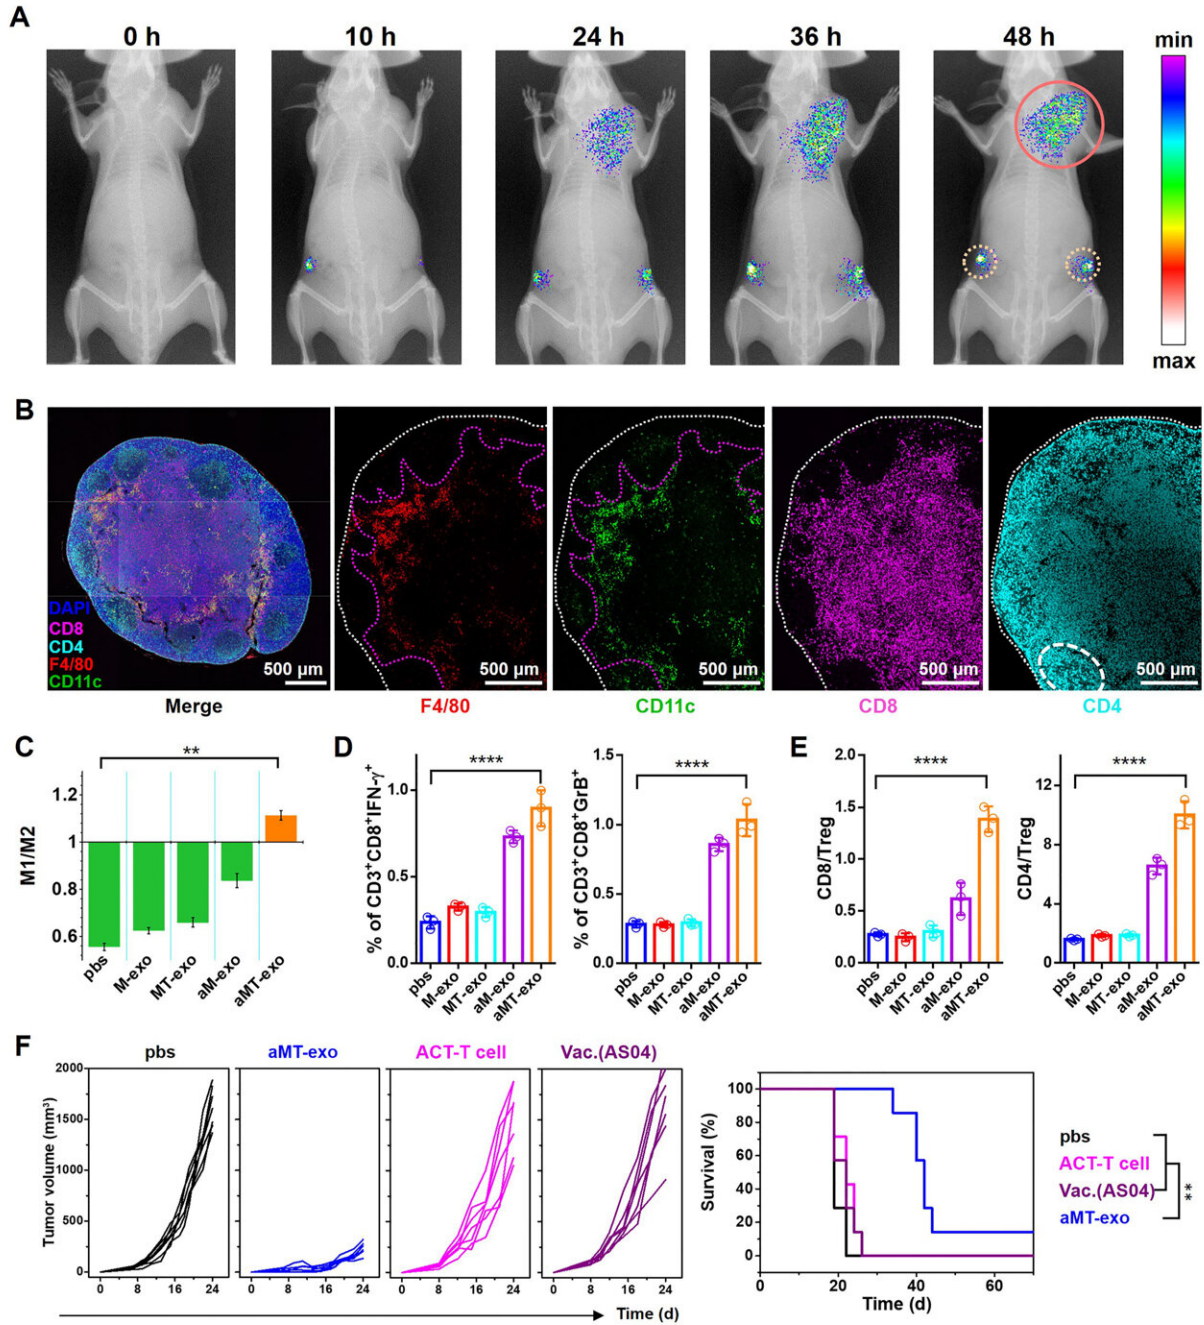 A
0 h
10 h
24 h
36 h
48 h
min
max
B
DAPI
CD8
CD4
F4/80
CD11c
500 µm
500 µm
500 µm
500 µm
500 µm
Merge
F4/80
CD11c
CD8
CD4
C
**
M1/M2
1.2
1
0.8
0.6
pbs
M-exo
MT-exo
aM-exo
aMT-exo
D
% of CD3⁺CD8⁺IFN-γ⁺
1.0
0.5
0.0
****
pbs
M-exo
MT-exo
aM-exo
aMT-exo
% of CD3⁺CD8⁺GrB⁺
1.5
1.0
0.5
0.0
****
pbs
M-exo
MT-exo
aM-exo
aMT-exo
E
CD8/Treg
2.0
1.5
1.0
0.5
0.0
****
pbs
M-exo
MT-exo
aM-exo
aMT-exo
CD4/Treg
12
8
4
0
****
pbs
M-exo
MT-exo
aM-exo
aMT-exo
F
pbs
aMT-exo
ACT-T cell
Vac.(AS04)
Tumor volume (mm³)
2000
1500
1000
500
0
0 8 16 24
0 8 16 24
0 8 16 24
0 8 16 24
Time (d)
Survival (%)
100
80
60
40
20
0
0 20 40 60
Time (d)
pbs
ACT-T cell
Vac.(AS04)
aMT-exo
**